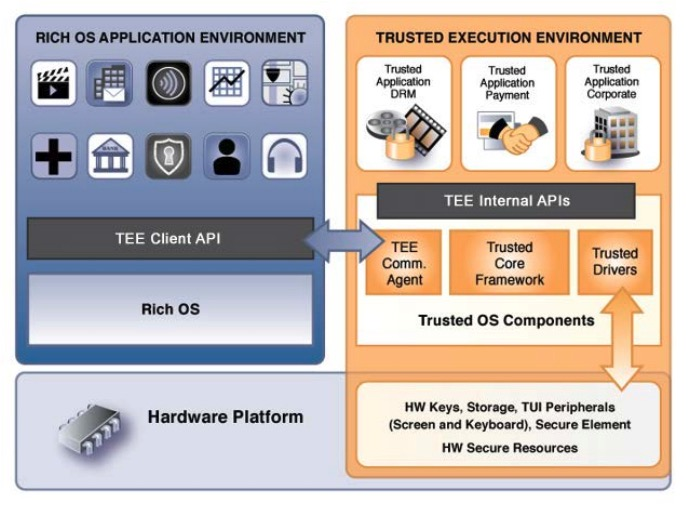 RICH OS APPLICATION ENVIRONMENT
BANK
TEE Client API
Rich OS
TRUSTED EXECUTION ENVIRONMENT
Trusted
Application
DRM
Trusted
Application
Payment
Trusted
Application
Corporate
TEE Internal APIs
TEE
Comm.
Agent
Trusted
Core
Framework
Trusted
Drivers
Trusted OS Components
Hardware Platform
HW Keys, Storage, TUI Peripherals
(Screen and Keyboard), Secure Element
HW Secure Resources